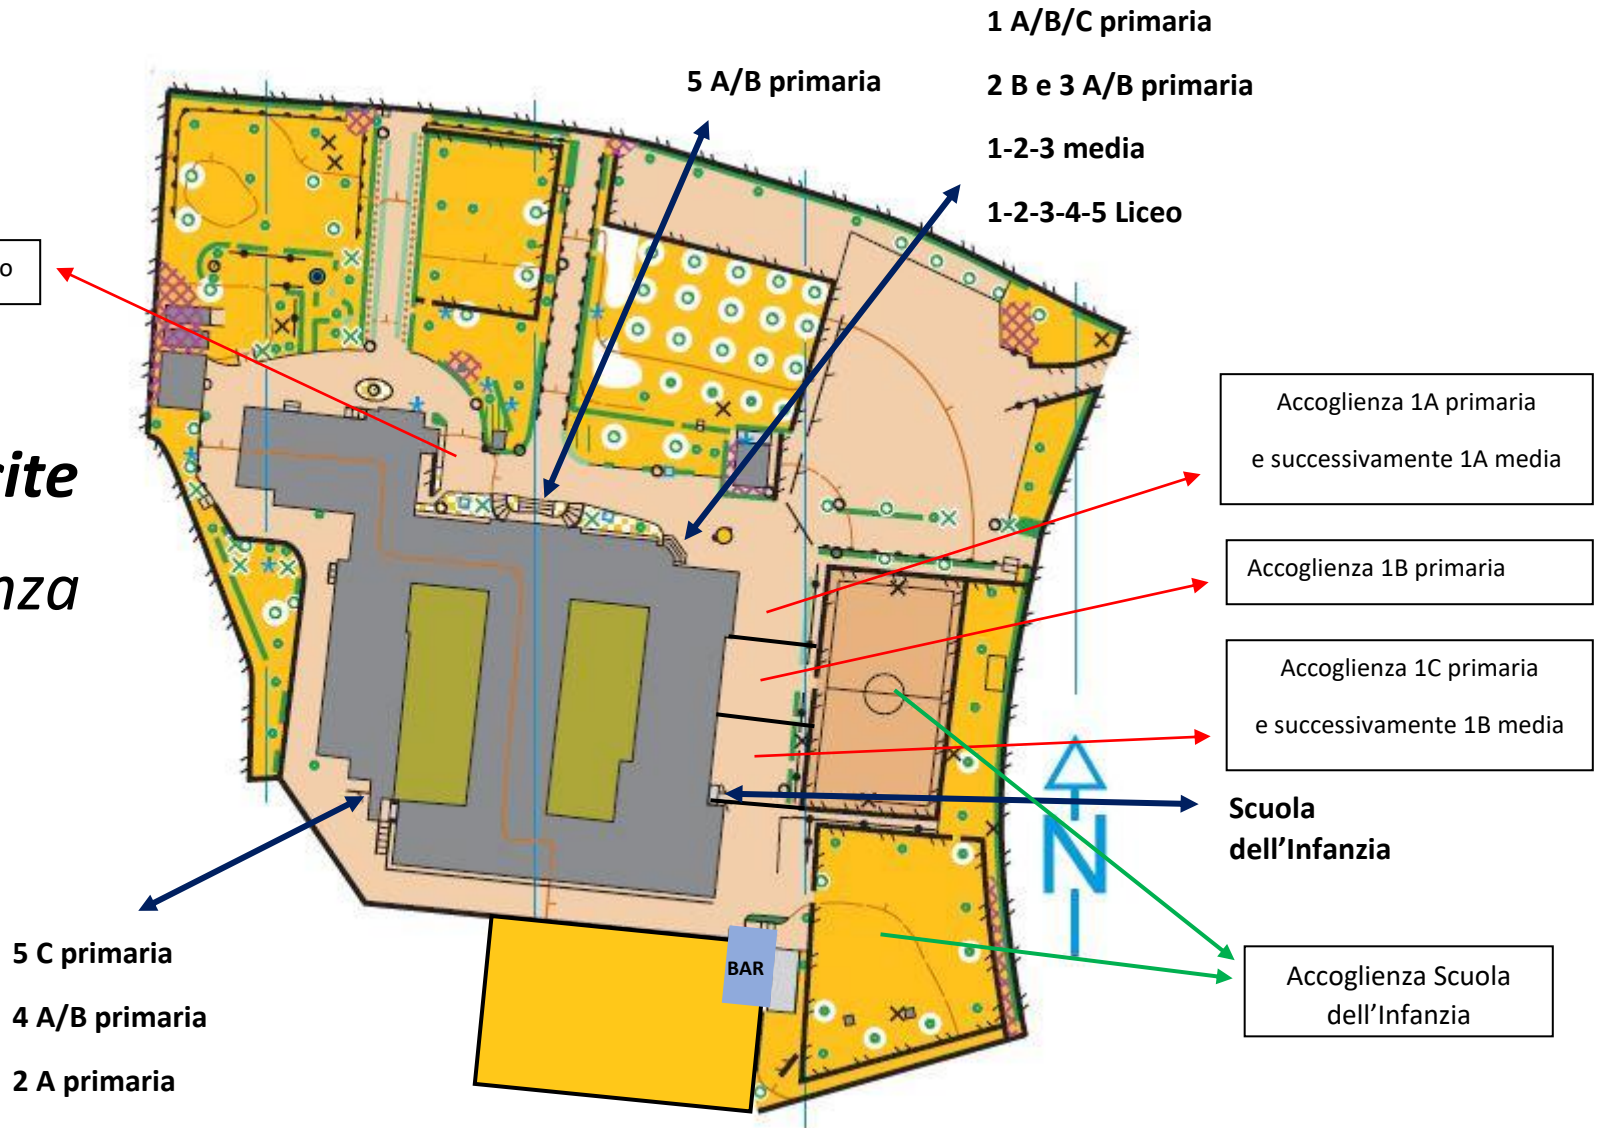 1 A/B/C primaria
5 A/B primaria
2 B e 3 A/B primaria
1-2-3 media
1-2-3-4-5 Liceo
o
Accoglienza 1A primaria
e successivamente 1A media
cite
nza
Accoglienza 1B primaria
Accoglienza 1C primaria
e successivamente 1B media
Scuola
dell’Infanzia
N
5 C primaria
BAR
4 A/B primaria
2 A primaria
Accoglienza Scuola
dell’Infanzia